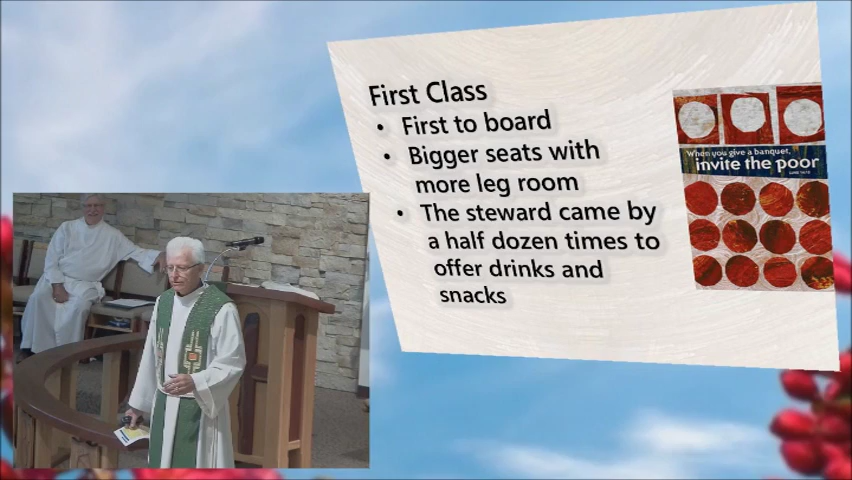 First Class
• First to board
• Bigger seats with
more leg room
• The steward came by
a half dozen times to
offer drinks and
snacks
When you give a banquet,
invite the poor